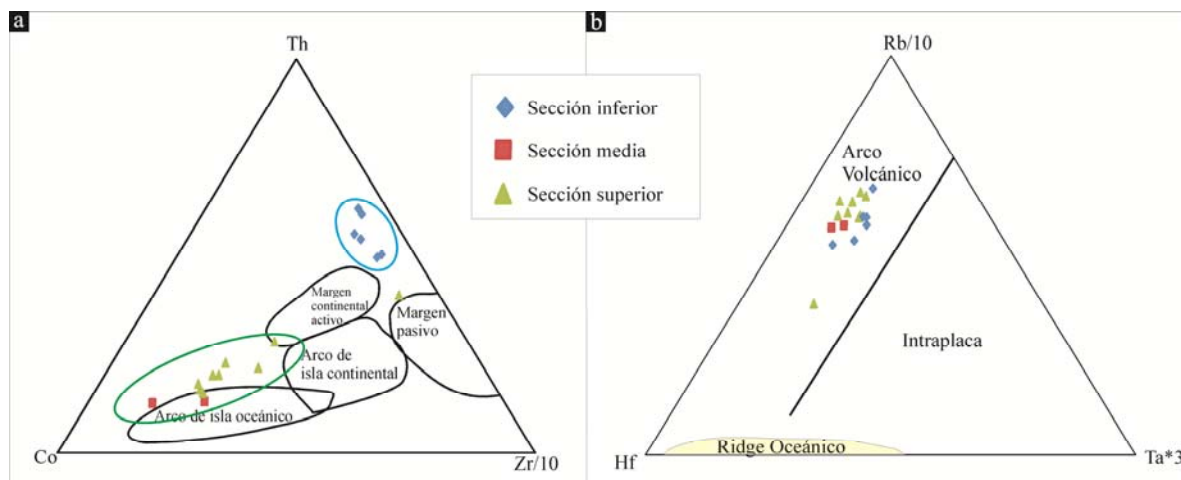 a
Th
Margen
continental
activo
Margen
pasivo
Arco de
isla continental
Arco de isla oceánico
Co
Zr/10
Sección inferior
Sección media
Sección superior
b
Rb/10
Arco
Volcánico
Intraplaca
Ridge Oceánico
Hf
Ta*3